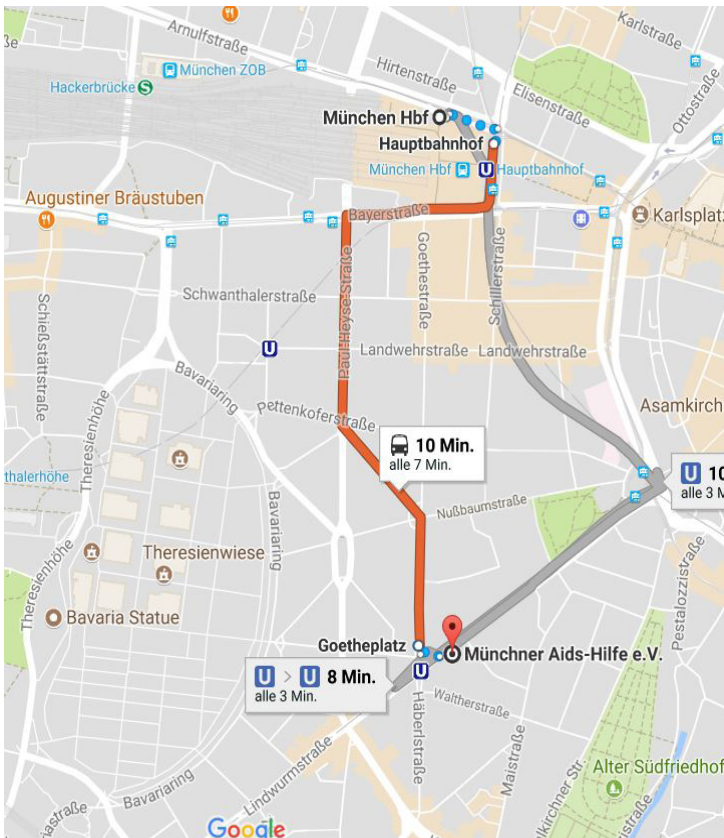 Arnulfstraße
Karlstraße
München ZOB
Hirtenstraße
Hackerbrücke S
Elisenstraße
Ottostraße
München Hbf
Hauptbahnhof
München Hbf U Hauptbahnhof
Augustiner Bräustuben
Bayerstraße
Karlsplatz
Goethestraße
Schillerstraße
Paul-Heyse-Straße
Schwanthalerstraße
Schießstättstraße
U
Landwehrstraße Landwehrstraße
Bavariaring
Theresienhöhe
Pettenkoferstraße
Asamkirch
10 Min.
alle 7 Min.
U 10
alle 3 M
thalerhöhe
Nußbaumstraße
Bavariaring
Theresienwiese
Theresienhöhe
Bavaria Statue
Pestalozzistraße
Goetheplatz
Münchner Aids-Hilfe e.V.
U > U 8 Min.
alle 3 Min.
U
Häberlstraße
Waltherstraße
Maistraße
Lindwurmstraße
Alter Südfriedhof
kirchner Str.
Bavariaring
Google